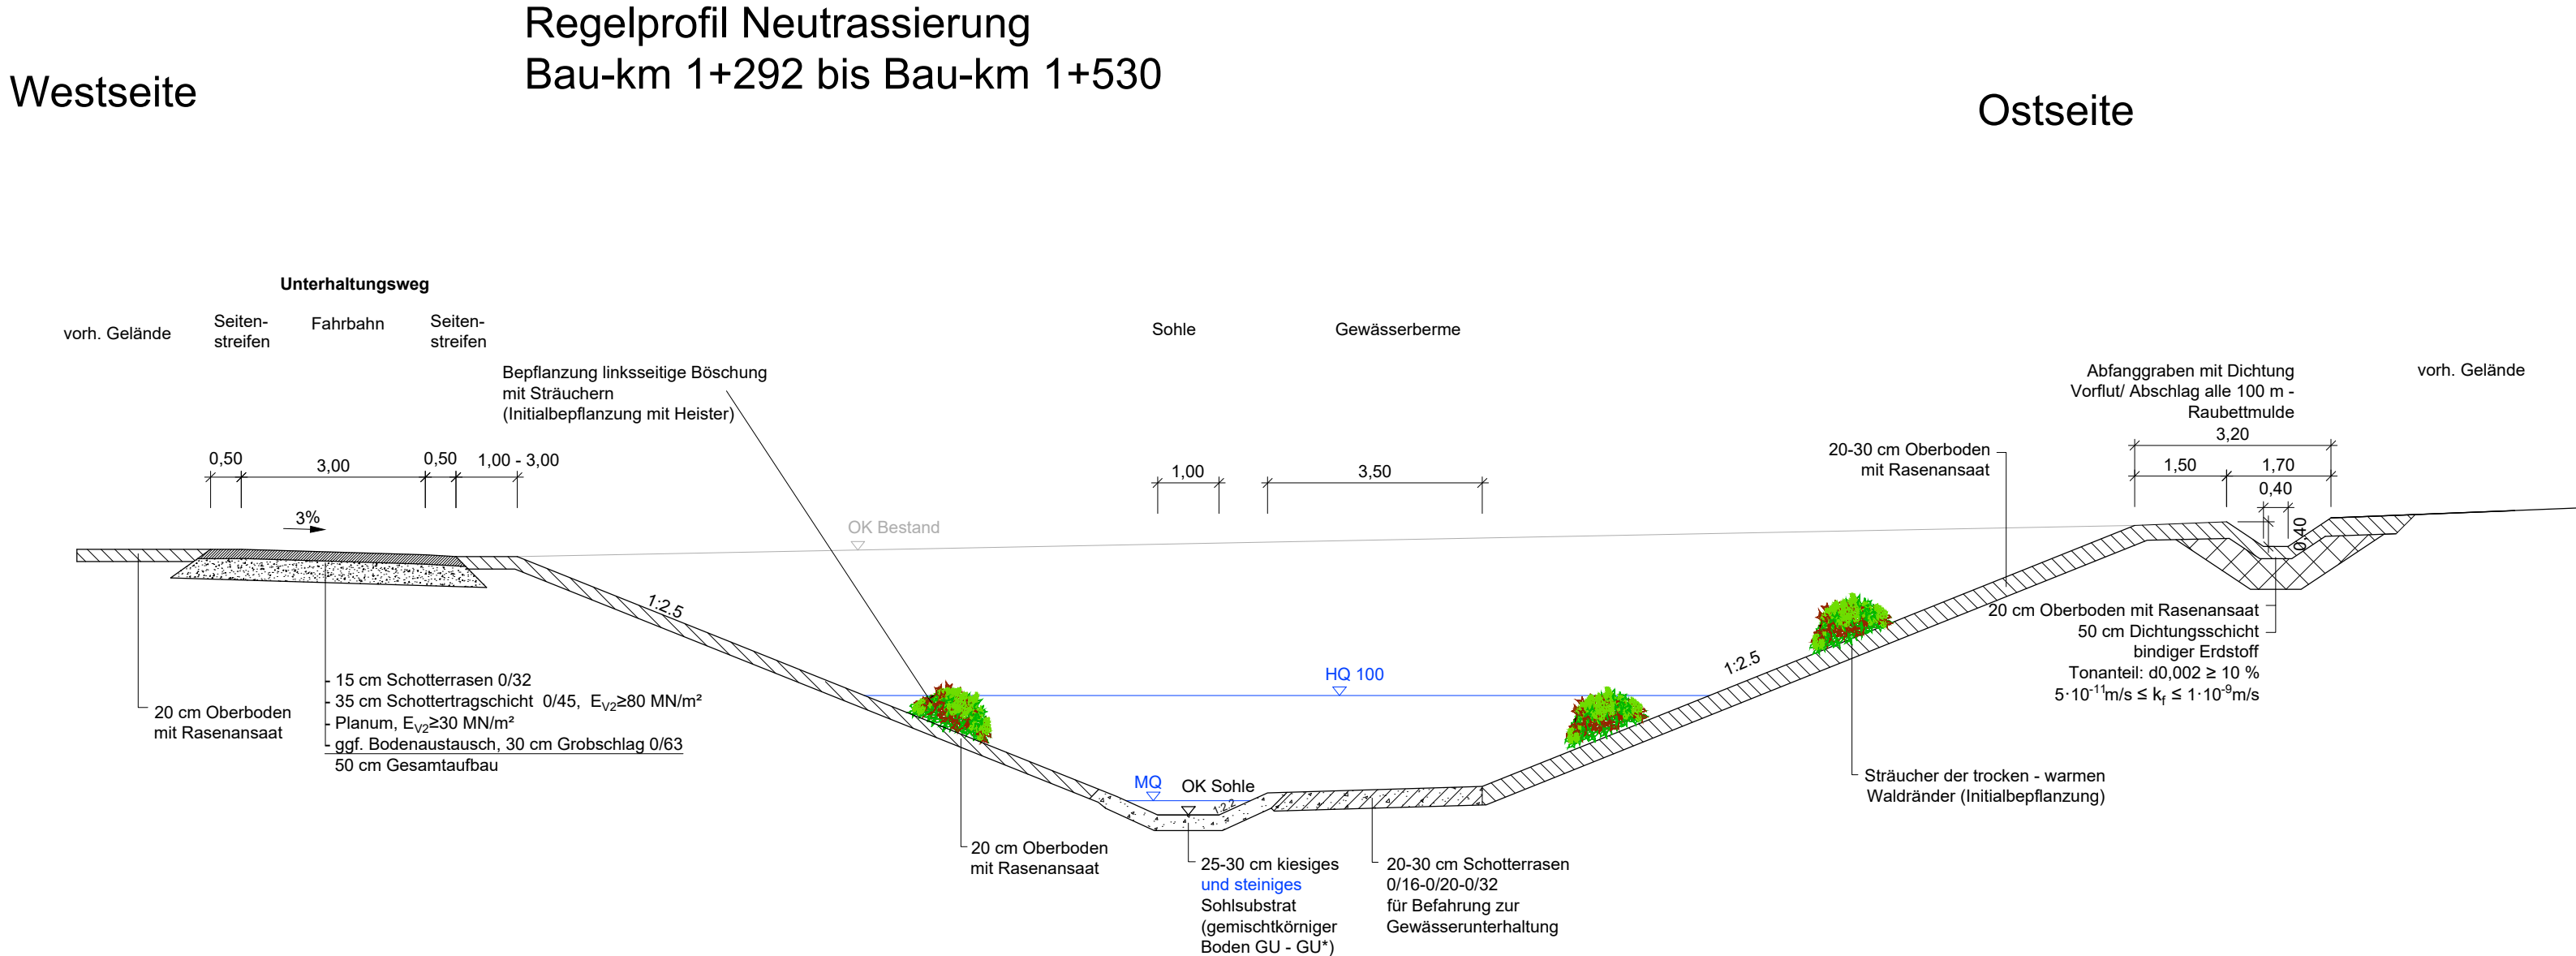 Regelprofil Neutrassierung
Bau-km 1+292 bis Bau-km 1+530
Westseite
Ostseite
Unterhaltungsweg
vorh. Gelände
Seiten-
streifen
Fahrbahn
Seiten-
streifen
Sohle
Gewässerberme
Bepflanzung linksseitige Böschung
mit Sträuchern
(Initialbepflanzung mit Heister)
Abfanggraben mit Dichtung
Vorflut/ Abschlag alle 100 m -
Raubettmulde
vorh. Gelände
3,20
1,50
1,70
0,40
0,40
20-30 cm Oberboden
mit Rasenansaat
0,50
3,00
0,50
1,00 - 3,00
1,00
3,50
3%
OK Bestand
1:2.5
1:2.5
HQ 100
MQ
OK Sohle
1:2.2
20 cm Oberboden
mit Rasenansaat
15 cm Schotterrasen 0/32
35 cm Schottertragschicht 0/45, EV2≥80 MN/m²
Planum, EV2≥30 MN/m²
ggf. Bodenaustausch, 30 cm Grobschlag 0/63
50 cm Gesamtaufbau
20 cm Oberboden mit Rasenansaat
50 cm Dichtungsschicht
bindiger Erdstoff
Tonanteil: d0,002 ≥ 10 %
5·10⁻¹¹m/s ≤ kf ≤ 1·10⁻⁹m/s
Sträucher der trocken - warmen
Waldränder (Initialbepflanzung)
20 cm Oberboden
mit Rasenansaat
25-30 cm kiesiges
und steiniges
Sohlsubstrat
(gemischtkörniger
Boden GU - GU*)
20-30 cm Schotterrasen
0/16-0/20-0/32
für Befahrung zur
Gewässerunterhaltung